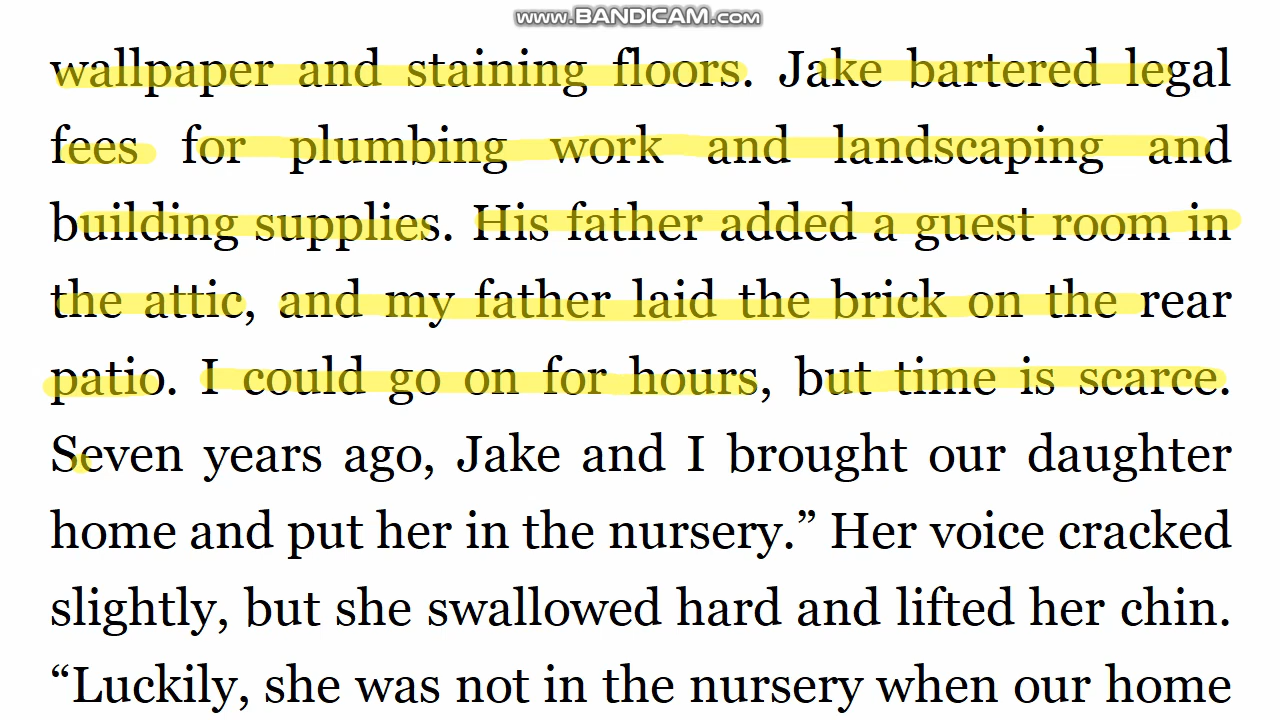 www.BANDICAM.com
wallpaper and staining floors. Jake bartered legal
fees for plumbing work and landscaping and
building supplies. His father added a guest room in
the attic, and my father laid the brick on the rear
patio. I could go on for hours, but time is scarce.
Seven years ago, Jake and I brought our daughter
home and put her in the nursery.” Her voice cracked
slightly, but she swallowed hard and lifted her chin.
“Luckily, she was not in the nursery when our home